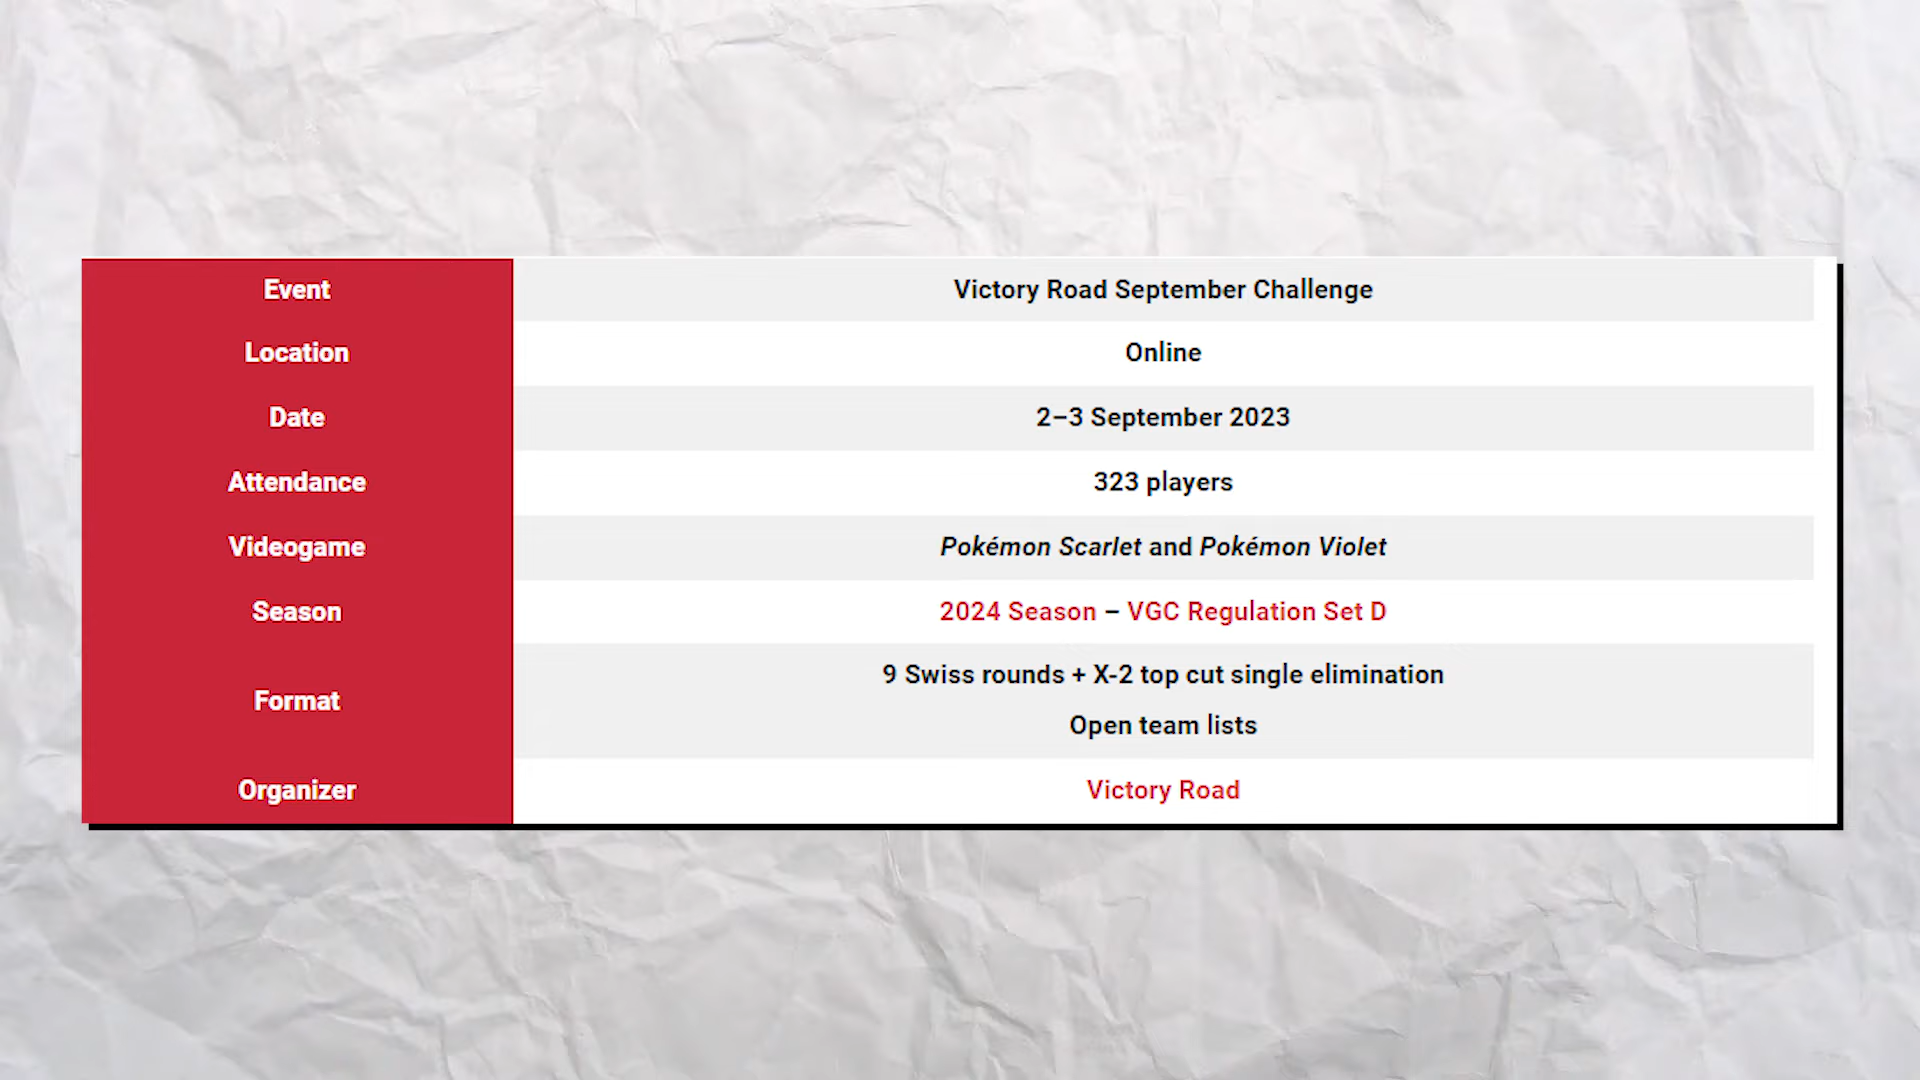 Event
Victory Road September Challenge
Location
Online
Date
2–3 September 2023
Attendance
323 players
Videogame
Pokémon Scarlet and Pokémon Violet
Season
2024 Season – VGC Regulation Set D
Format
9 Swiss rounds + X-2 top cut single elimination
Open team lists
Organizer
Victory Road